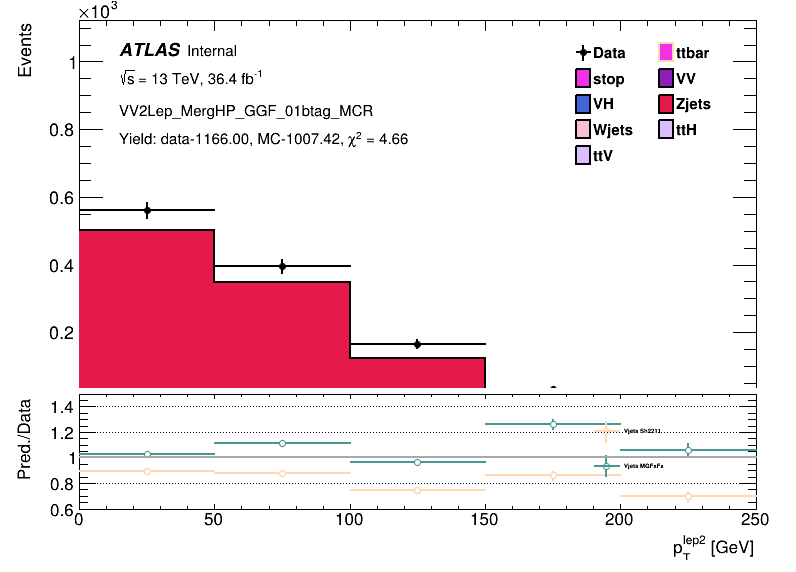 ×10³
Events
ATLAS Internal
√s = 13 TeV, 36.4 fb⁻¹
VV2Lep_MergHP_GGF_01btag_MCR
Yield: data-1166.00, MC-1007.42, χ² = 4.66
Data
ttbar
stop
VV
VH
Zjets
Wjets
ttH
ttV
1
0.8
0.6
0.4
0.2
Pred./Data
1.4
1.2
1
0.8
0.6
Vjets Sh2211
Vjets MGFxFx
0 50 100 150 200 250
p_T^lep2 [GeV]